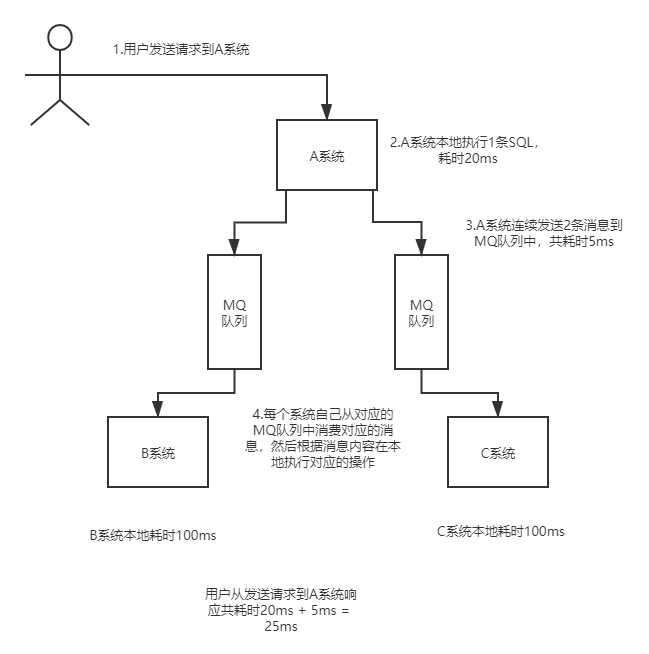 1.用户发送请求到A系统
A系统
2.A系统本地执行1条SQL，
耗时20ms
3.A系统连续发送2条消息到
MQ队列中，共耗时5ms
MQ
队列
MQ
队列
4.每个系统自己从对应的
MQ队列中消费对应的消
息，然后根据消息内容在本
地执行对应的操作
B系统
C系统
B系统本地耗时100ms
C系统本地耗时100ms
用户从发送请求到A系统响
应共耗时20ms + 5ms =
25ms